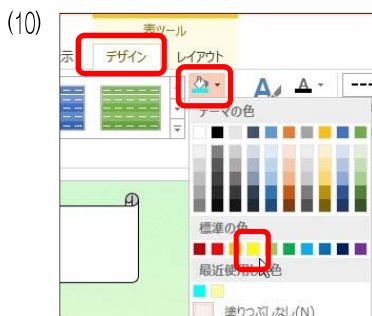 (10)
表ツール
示 デザイン レイアウト
A A
テーマの色
標準の色
最近使用した色
塗りつぶしなし(N)